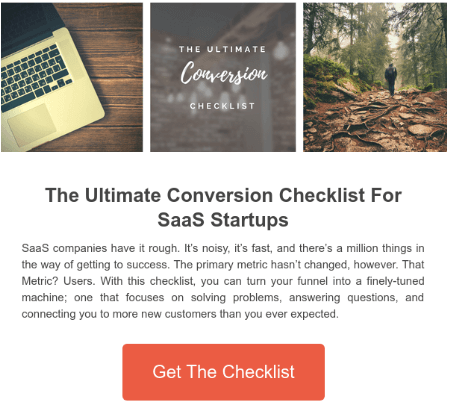 THE ULTIMATE
Conversion
CHECKLIST
The Ultimate Conversion Checklist For
SaaS Startups
SaaS companies have it rough. It's noisy, it's fast, and there's a million things in
the way of getting to success. The primary metric hasn't changed, however. That
Metric? Users. With this checklist, you can turn your funnel into a finely-tuned
machine; one that focuses on solving problems, answering questions, and
connecting you to more new customers than you ever expected.
Get The Checklist